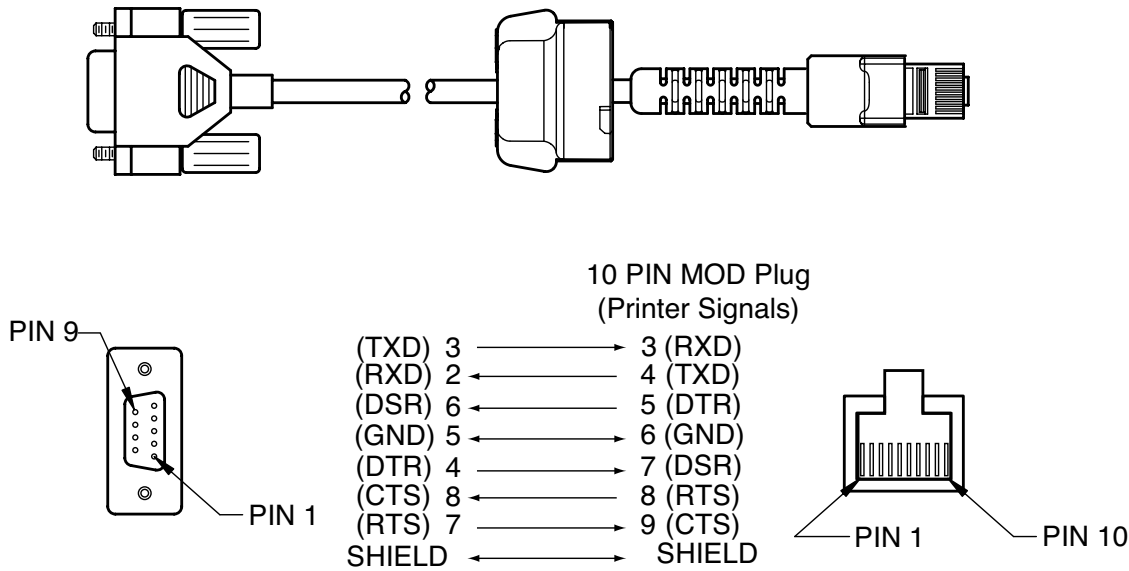 10 PIN MOD Plug
(Printer Signals)
PIN 9
(TXD) 3 3 (RXD)
(RXD) 2 4 (TXD)
(DSR) 6 5 (DTR)
(GND) 5 6 (GND)
(DTR) 4 7 (DSR)
(CTS) 8 8 (RTS)
(RTS) 7 9 (CTS)
SHIELD SHIELD
PIN 1
PIN 1
PIN 10